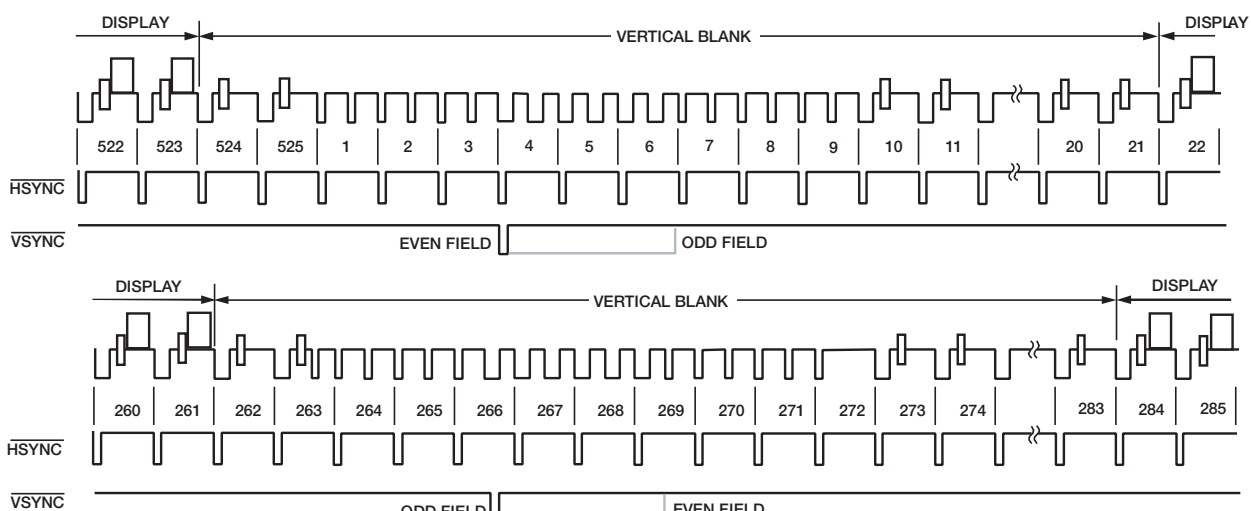 DISPLAY DISPLAY
VERTICAL BLANK
522 523 524 525 1 2 3 4 5 6 7 8 9 10 11 20 21 22
HSYNC
VSYNC
EVEN FIELD ODD FIELD
DISPLAY DISPLAY
VERTICAL BLANK
260 261 262 263 264 265 266 267 268 269 270 271 272 273 274 283 284 285
HSYNC
VSYNC
ODD FIELD EVEN FIELD